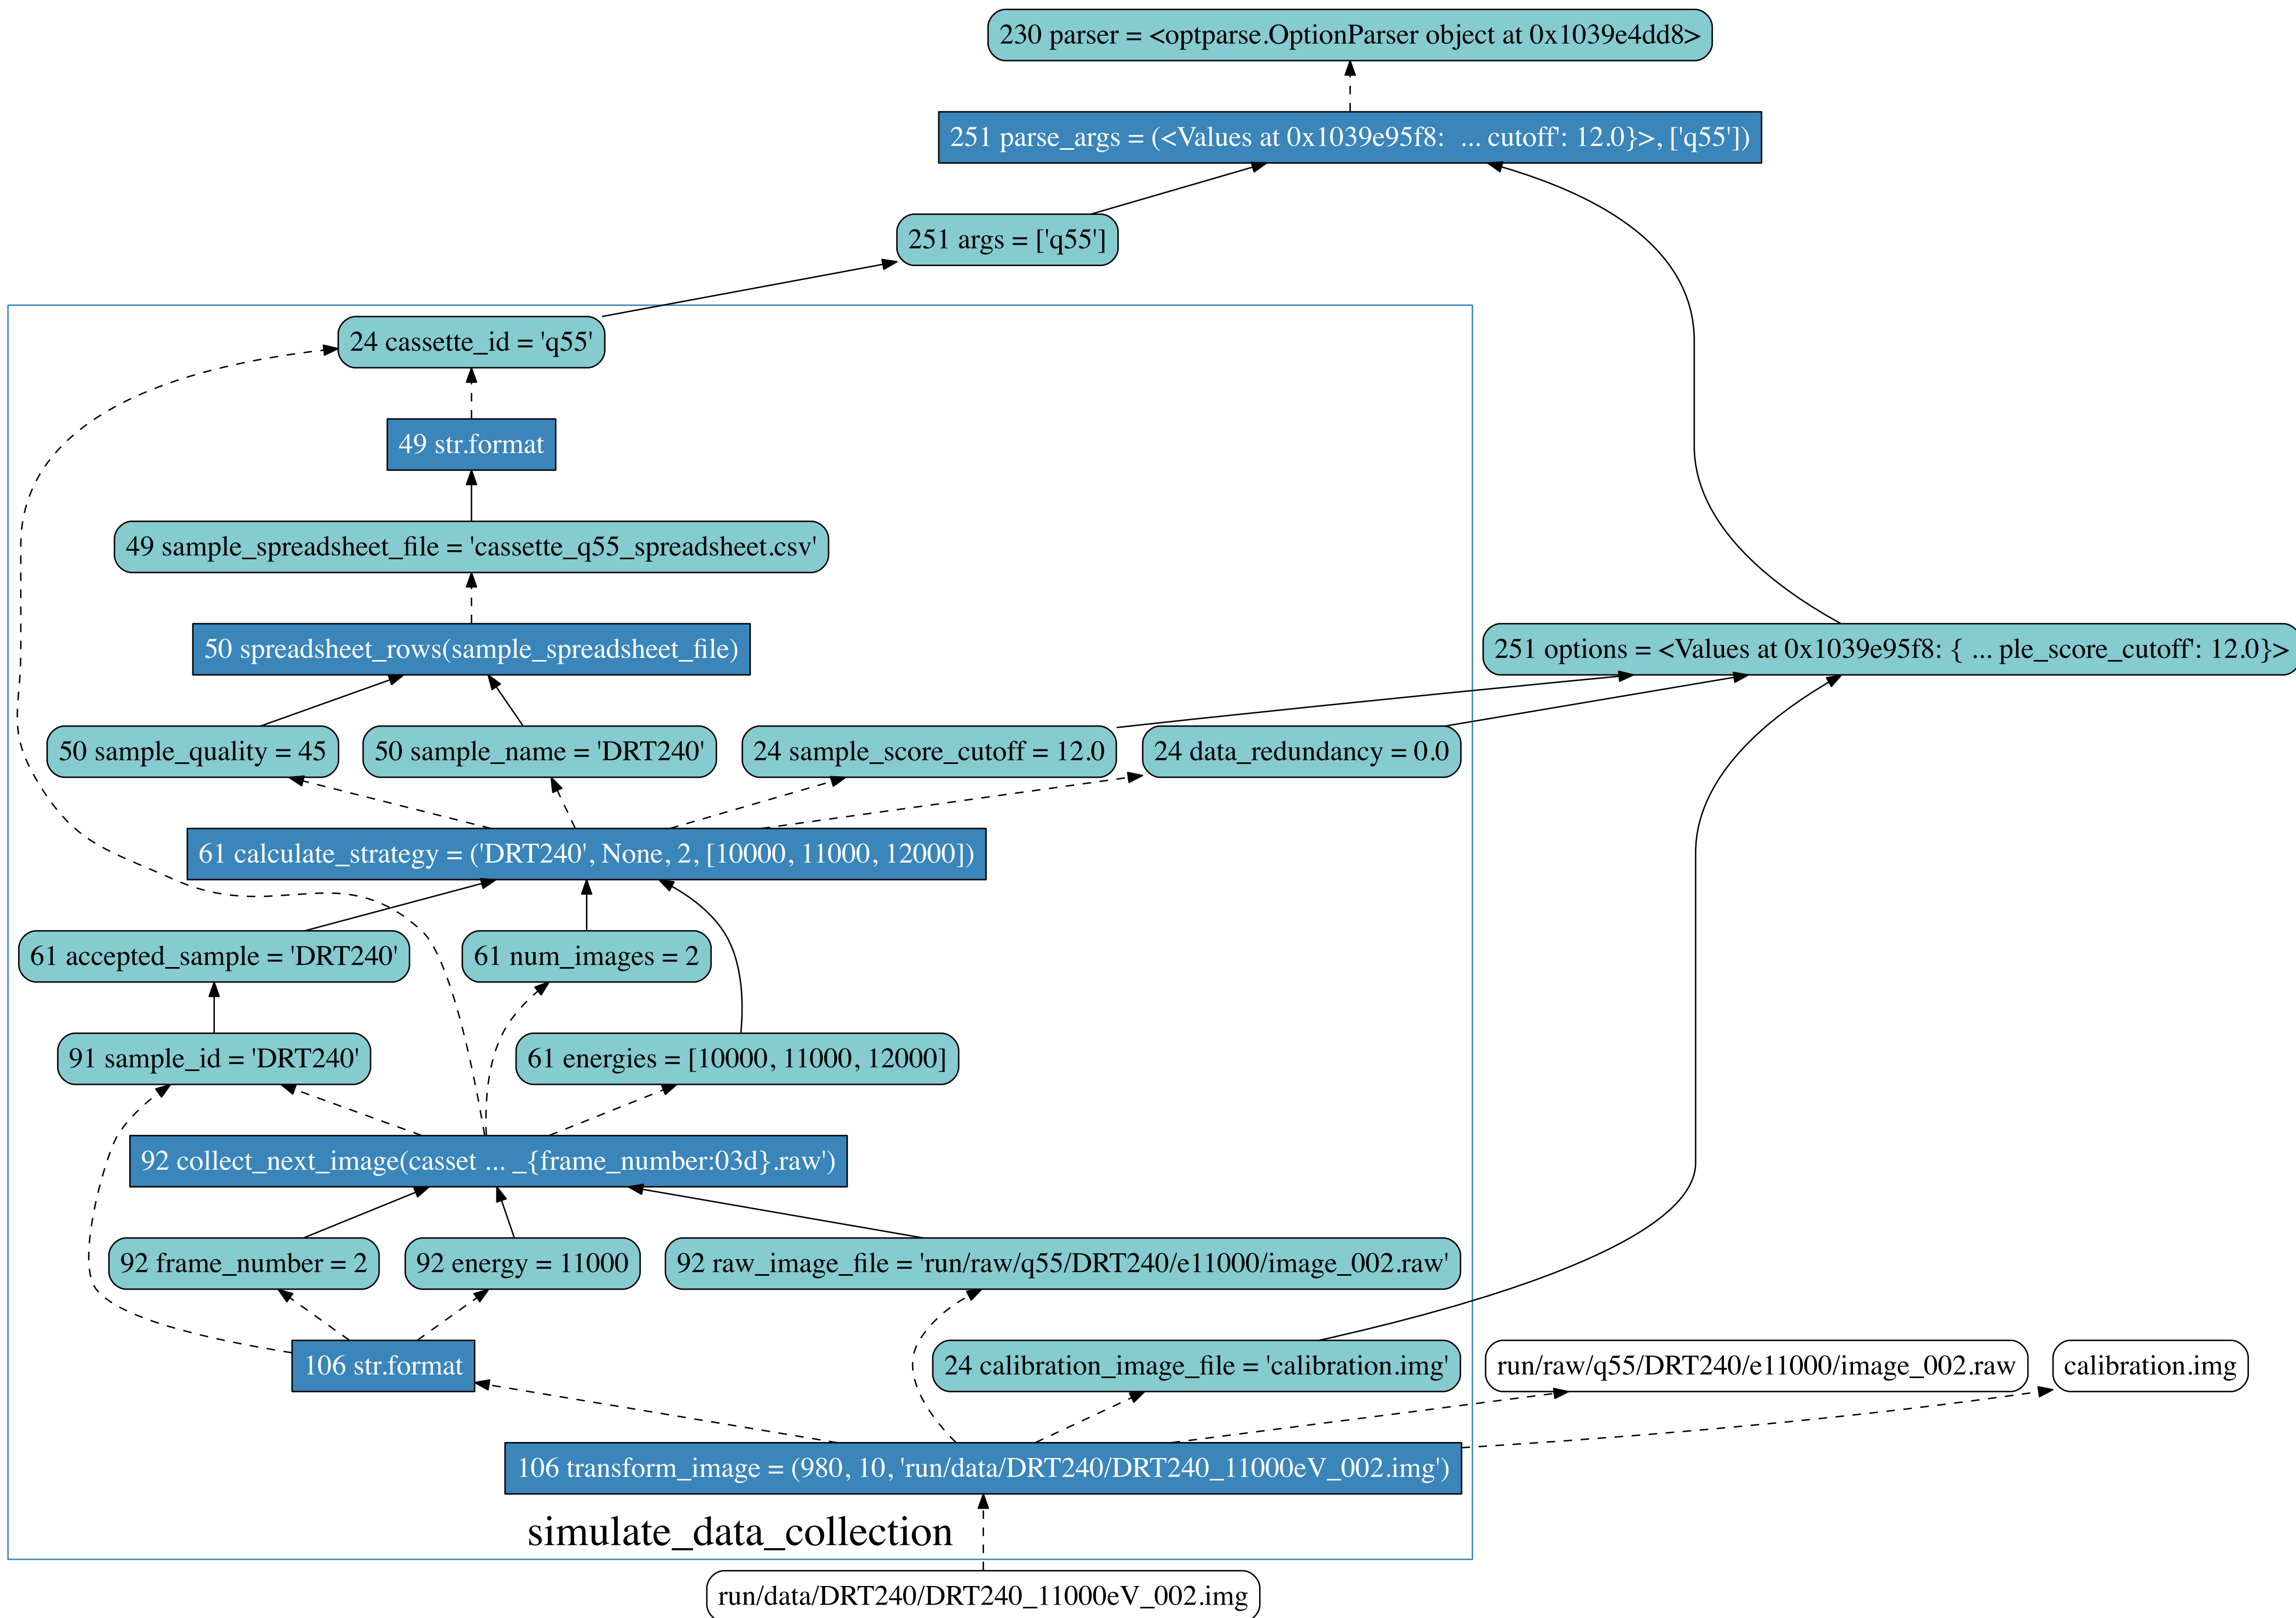 230 parser = <optparse.OptionParser object at 0x1039e4dd8>
251 parse_args = (<Values at 0x1039e95f8:  ... cutoff': 12.0}>, ['q55'])
251 args = ['q55']
24 cassette_id = 'q55'
49 str.format
49 sample_spreadsheet_file = 'cassette_q55_spreadsheet.csv'
50 spreadsheet_rows(sample_spreadsheet_file)
251 options = <Values at 0x1039e95f8: { ... ple_score_cutoff': 12.0}>
50 sample_quality = 45
50 sample_name = 'DRT240'
24 sample_score_cutoff = 12.0
24 data_redundancy = 0.0
61 calculate_strategy = ('DRT240', None, 2, [10000, 11000, 12000])
61 accepted_sample = 'DRT240'
61 num_images = 2
91 sample_id = 'DRT240'
61 energies = [10000, 11000, 12000]
92 collect_next_image(casset ... _{frame_number:03d}.raw')
92 frame_number = 2
92 energy = 11000
92 raw_image_file = 'run/raw/q55/DRT240/e11000/image_002.raw'
106 str.format
24 calibration_image_file = 'calibration.img'
run/raw/q55/DRT240/e11000/image_002.raw
calibration.img
106 transform_image = (980, 10, 'run/data/DRT240/DRT240_11000eV_002.img')
simulate_data_collection
run/data/DRT240/DRT240_11000eV_002.img